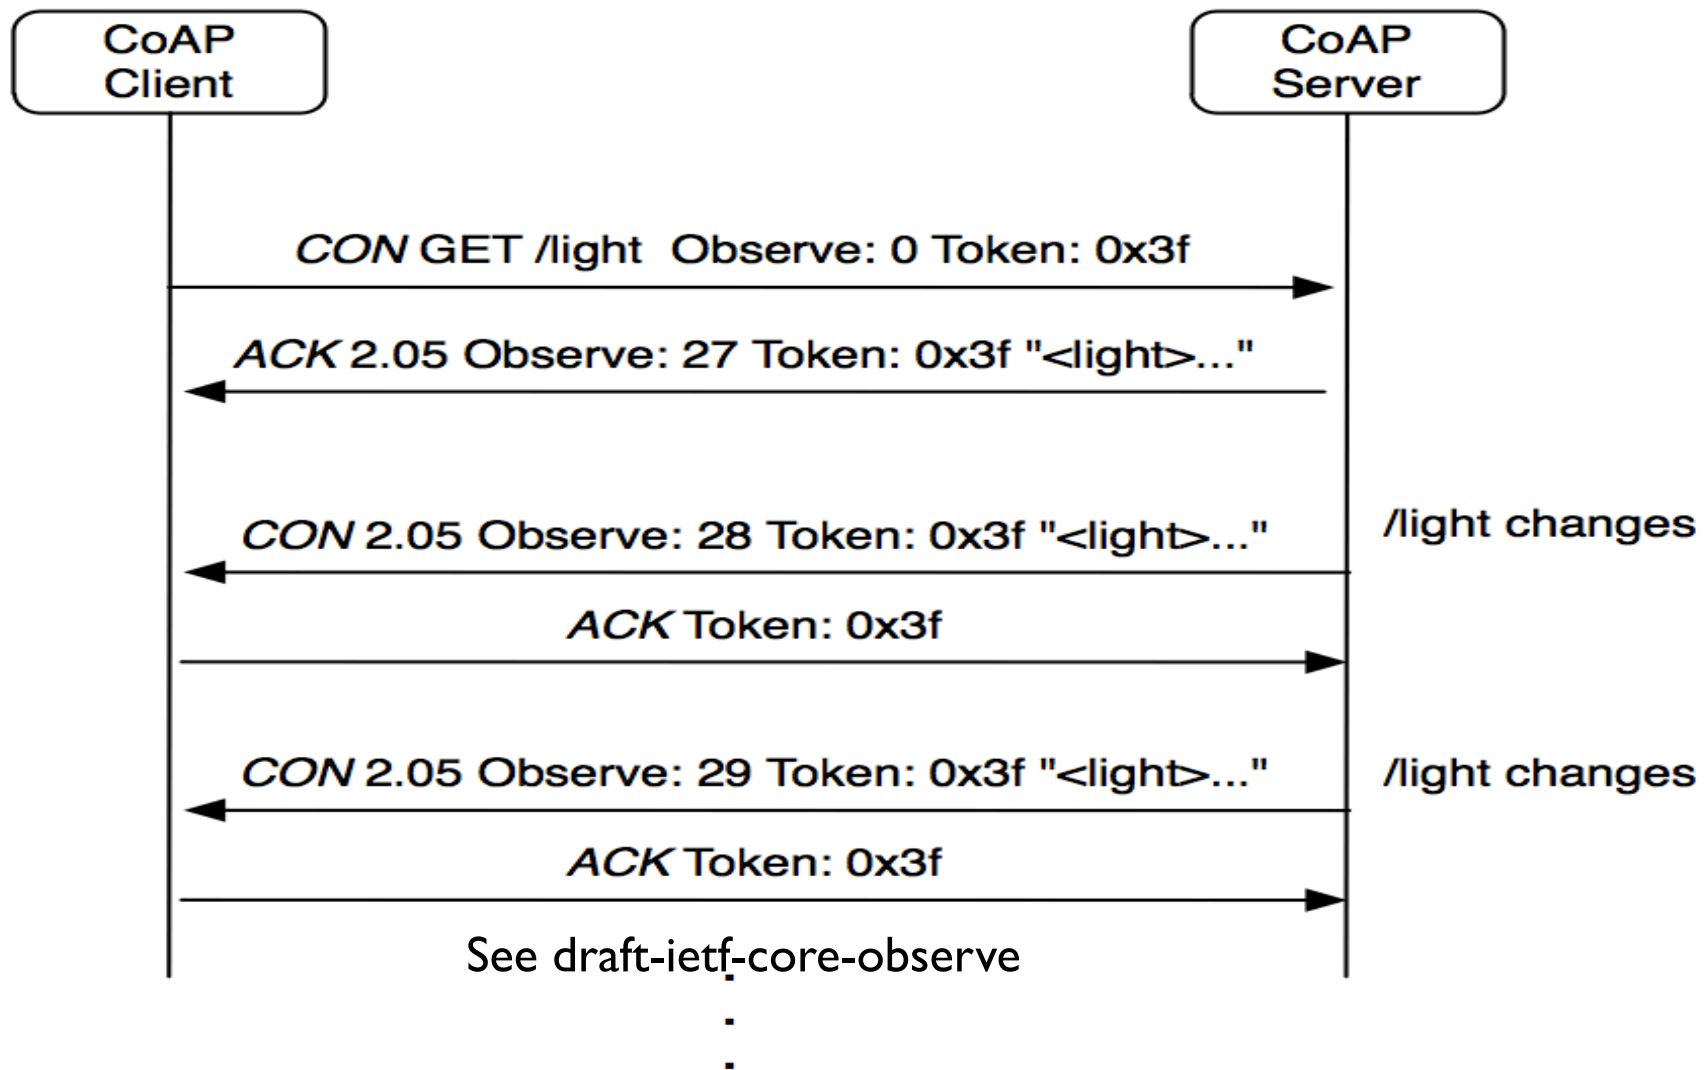 CoAP
Client
CoAP
Server
CON GET /light  Observe: 0 Token: 0x3f
ACK 2.05 Observe: 27 Token: 0x3f "<light>..."
CON 2.05 Observe: 28 Token: 0x3f "<light>..."
/light changes
ACK Token: 0x3f
CON 2.05 Observe: 29 Token: 0x3f "<light>..."
/light changes
ACK Token: 0x3f
See draft-ietf-core-observe
.
.
.